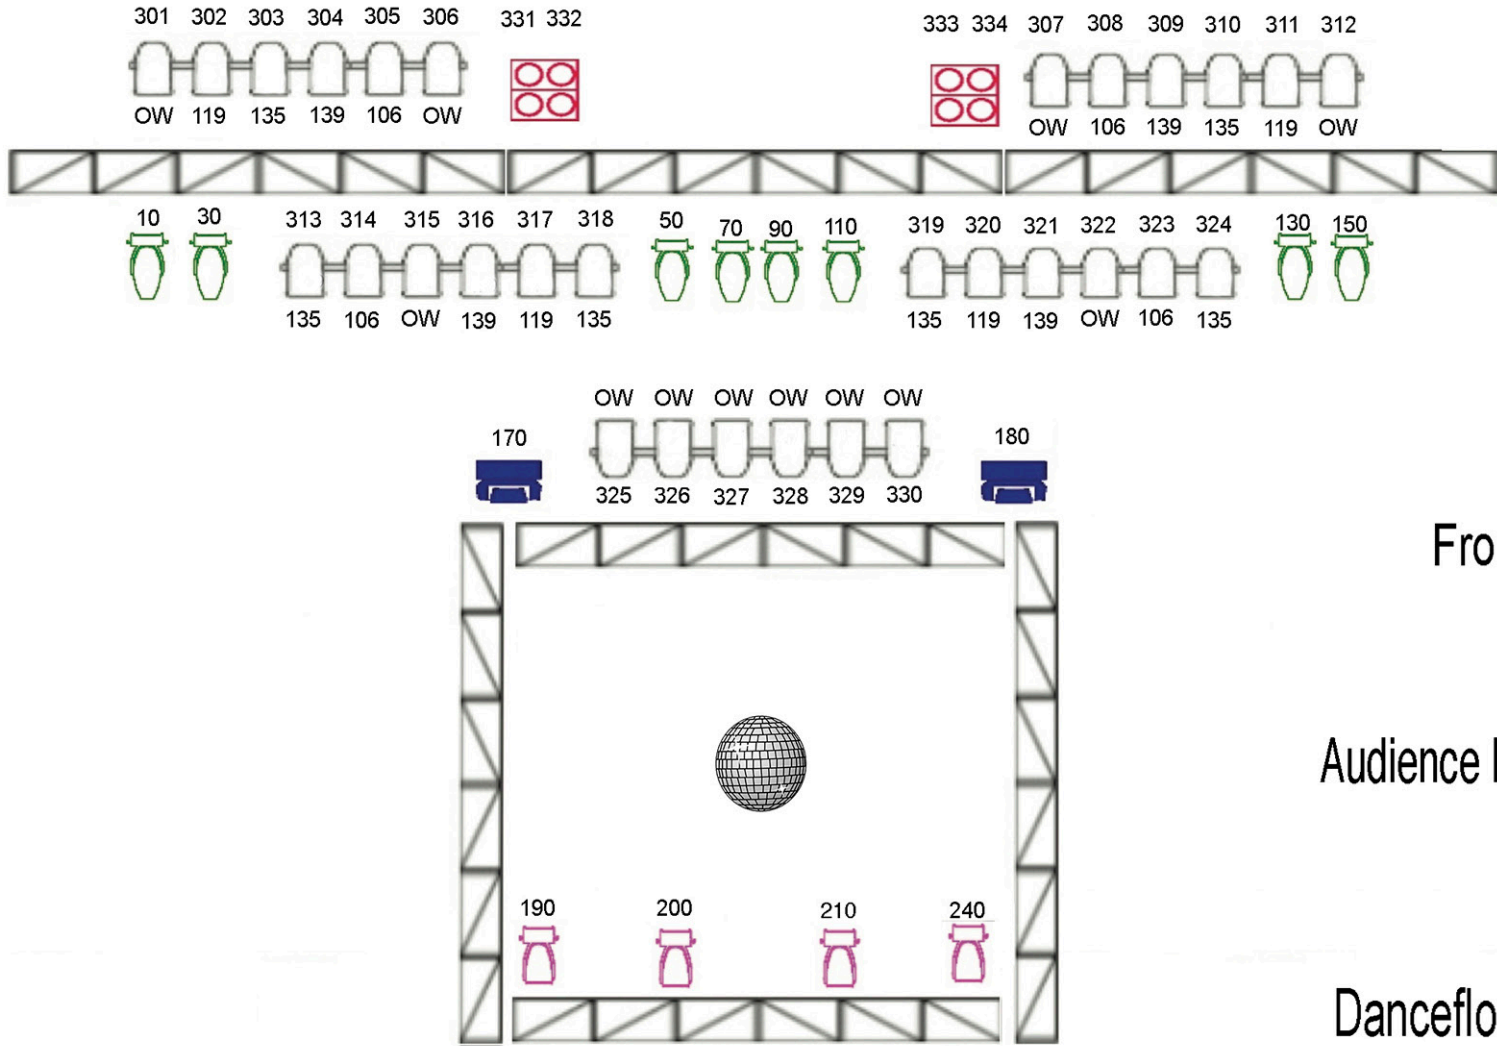 301 302 303 304 305 306 331 332 333 334 307 308 309 310 311 312
OW 119 135 139 106 OW OW 106 139 135 119 OW
10 30 313 314 315 316 317 318 50 70 90 110 319 320 321 322 323 324 130 150
135 106 OW 139 119 135 135 119 139 OW 106 135
OW OW OW OW OW OW
170 180
325 326 327 328 329 330
Fro
Audience
190 200 210 240
Danceflo